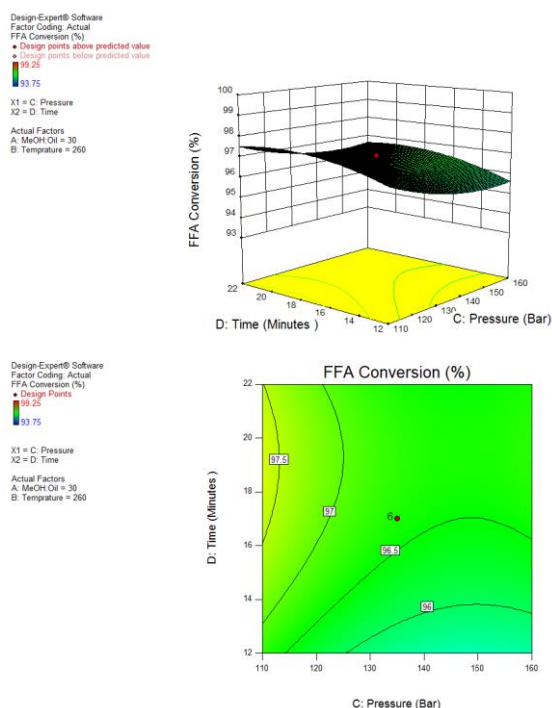 Design-Expert® Software
Factor Coding: Actual
FFA Conversion (%)
Design points above predicted value
Design points below predicted value
99.25
93.75
X1 = C: Pressure
X2 = D: Time
Actual Factors
A: MeOH:Oil = 30
B: Temprature = 260
100
99
98
97
96
95
94
93
FFA Conversion (%)
22
20
18
16
14
12
D: Time (Minutes )
110
120
130
140
150
160
C: Pressure (Bar)
Design-Expert® Software
Factor Coding: Actual
FFA Conversion (%)
Design Points
99.25
93.75
X1 = C: Pressure
X2 = D: Time
Actual Factors
A: MeOH:Oil = 30
B: Temprature = 260
FFA Conversion (%)
22
20
18
16
14
12
D: Time (Minutes )
97.5
97
6
96.5
96
110
120
130
140
150
160
C: Pressure (Bar)